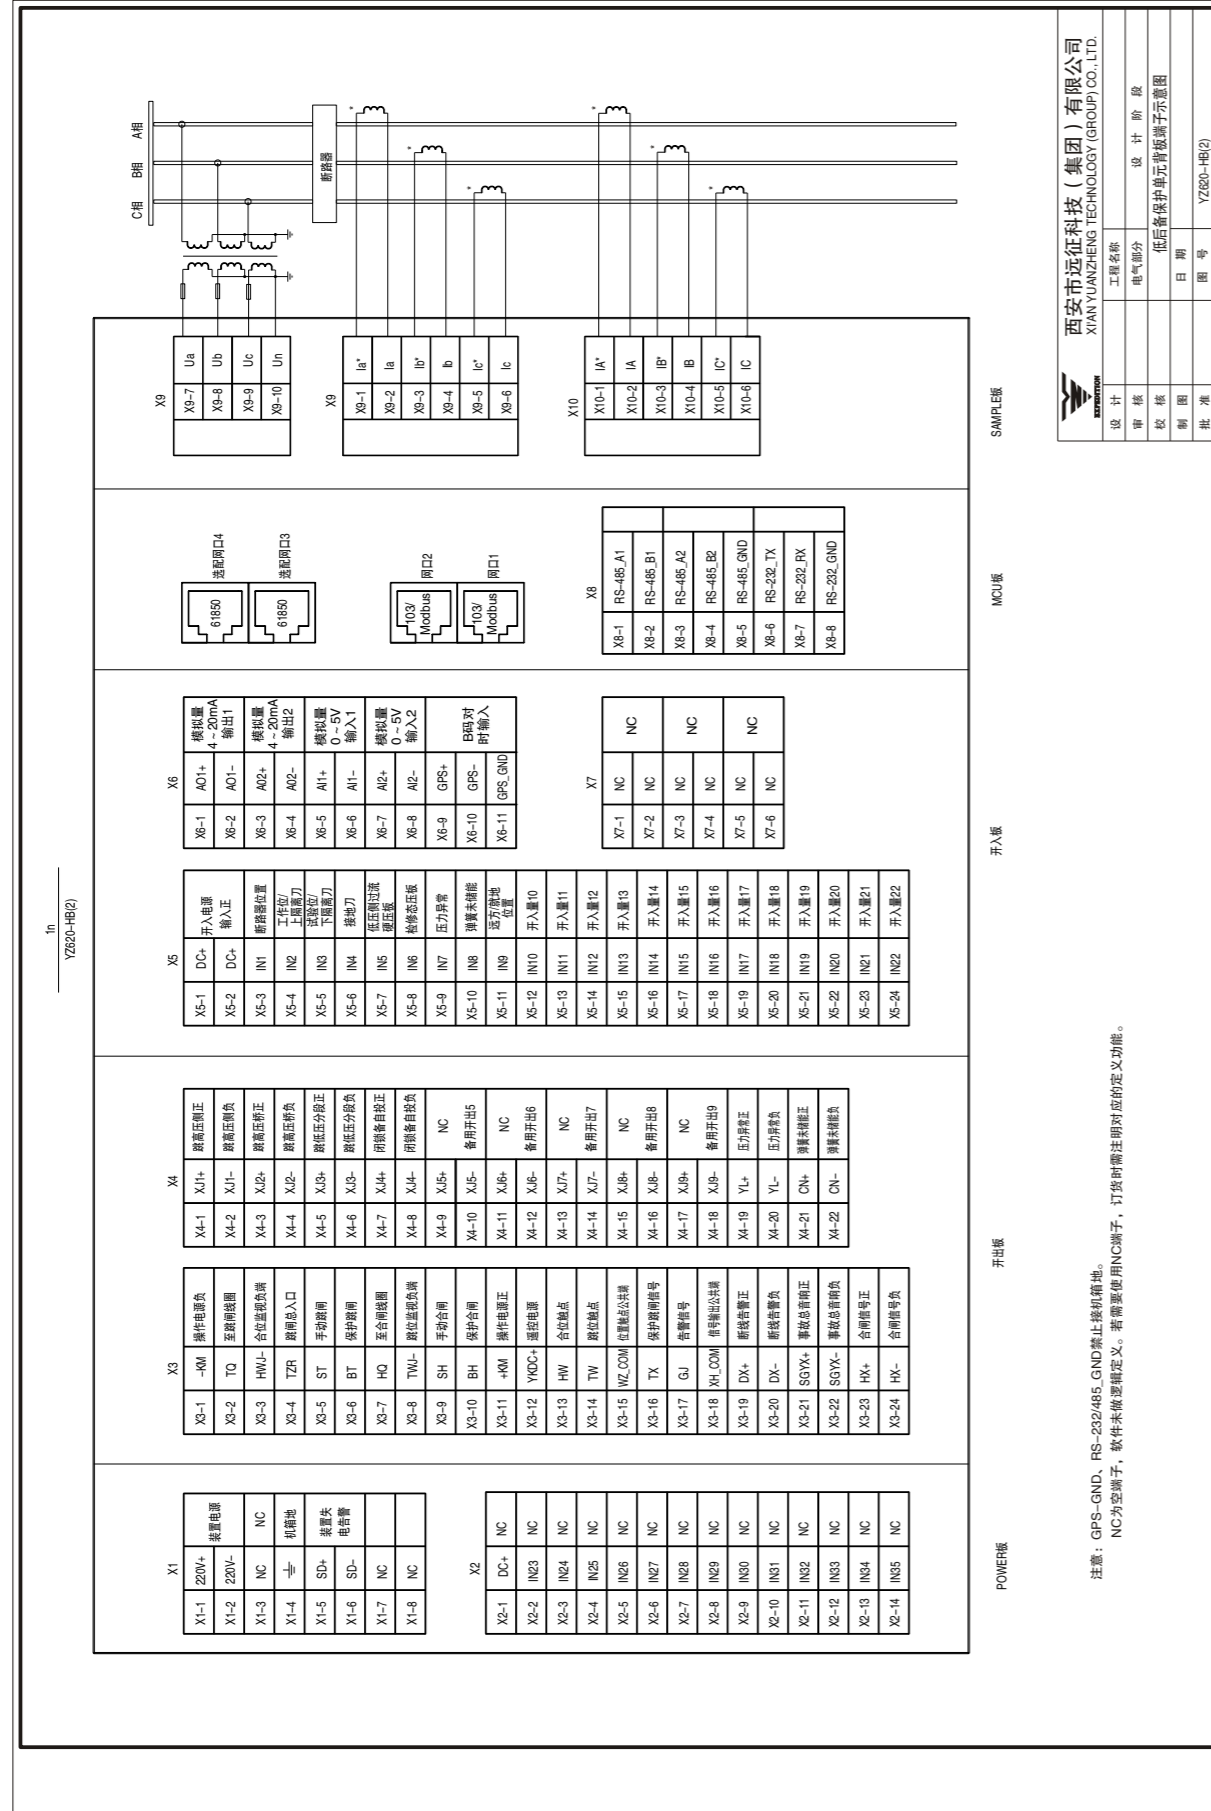 1n
YZ620-HB(2)
X1
X1-1 220V+ 装置电源
X1-2 220V-
X1-3 NC NC
X1-4 机箱地
X1-5 SD+ 装置失电告警
X1-6 SD-
X1-7 NC
X1-8 NC
X2
X2-1 DC+ NC
X2-2 IN23 NC
X2-3 IN24 NC
X2-4 IN25 NC
X2-5 IN26 NC
X2-6 IN27 NC
X2-7 IN28 NC
X2-8 IN29 NC
X2-9 IN30 NC
X2-10 IN31 NC
X2-11 IN32 NC
X2-12 IN33 NC
X2-13 IN34 NC
X2-14 IN35 NC
POWER板
X3
X3-1 -KM 操作电源负
X3-2 TQ 至跳闸线圈
X3-3 HWJ- 合位监视负端
X3-4 TZR 跳闸总入口
X3-5 ST 手动跳闸
X3-6 BT 保护跳闸
X3-7 HQ 至合闸线圈
X3-8 TWJ- 跳位监视负端
X3-9 SH 手动合闸
X3-10 BH 保护合闸
X3-11 +KM 操作电源正
X3-12 YKDC+ 遥控电源
X3-13 HW 合位触点
X3-14 TW 跳位触点
X3-15 WZ_COM 位置触点公共端
X3-16 TX 保护跳闸信号
X3-17 GJ 告警信号
X3-18 XH_COM 信号输出公共端
X3-19 DX+ 断线告警正
X3-20 DX- 断线告警负
X3-21 SGYX+ 事故总音响正
X3-22 SGYX- 事故总音响负
X3-23 HX+ 合闸信号正
X3-24 HX- 合闸信号负
X4
X4-1 XJ1+ 跳高压侧正
X4-2 XJ1- 跳高压侧负
X4-3 XJ2+ 跳高压桥正
X4-4 XJ2- 跳高压桥负
X4-5 XJ3+ 跳低压分段正
X4-6 XJ3- 跳低压分段负
X4-7 XJ4+ 闭锁备自投正
X4-8 XJ4- 闭锁备自投负
X4-9 XJ5+ NC
X4-10 XJ5- 备用开出5
X4-11 XJ6+ NC
X4-12 XJ6- 备用开出6
X4-13 XJ7+ NC
X4-14 XJ7- 备用开出7
X4-15 XJ8+ NC
X4-16 XJ8- 备用开出8
X4-17 XJ9+ NC
X4-18 XJ9- 备用开出9
X4-19 YL+ 压力异常正
X4-20 YL- 压力异常负
X4-21 CN+ 弹簧未储能正
X4-22 CN- 弹簧未储能负
开出板
X5
X5-1 DC+ 开入电源
X5-2 DC+ 输入正
X5-3 IN1 断路器位置
X5-4 IN2 工作位/上隔离刀
X5-5 IN3 试验位/下隔离刀
X5-6 IN4 接地刀
X5-7 IN5 低压侧过流硬压板
X5-8 IN6 检修态压板
X5-9 IN7 压力异常
X5-10 IN8 弹簧未储能
X5-11 IN9 远方/就地位置
X5-12 IN10 开入量10
X5-13 IN11 开入量11
X5-14 IN12 开入量12
X5-15 IN13 开入量13
X5-16 IN14 开入量14
X5-17 IN15 开入量15
X5-18 IN16 开入量16
X5-19 IN17 开入量17
X5-20 IN18 开入量18
X5-21 IN19 开入量19
X5-22 IN20 开入量20
X5-23 IN21 开入量21
X5-24 IN22 开入量22
X6
X6-1 AO1+ 模拟量4~20mA输出1
X6-2 AO1-
X6-3 A02+ 模拟量4~20mA输出2
X6-4 A02-
X6-5 AI1+ 模拟量0~5V输入1
X6-6 AI1-
X6-7 AI2+ 模拟量0~5V输入2
X6-8 AI2-
X6-9 GPS+ B码对时输入
X6-10 GPS-
X6-11 GPS_GND
X7
X7-1 NC NC
X7-2 NC
X7-3 NC NC
X7-4 NC
X7-5 NC NC
X7-6 NC
开入板
61850 选配网口4
61850 选配网口3
103/Modbus 网口2
103/Modbus 网口1
X8
X8-1 RS-485_A1
X8-2 RS-485_B1
X8-3 RS-485_A2
X8-4 RS-485_B2
X8-5 RS-485_GND
X8-6 RS-232_TX
X8-7 RS-232_RX
X8-8 RS-232_GND
MCU板
X9
X9-7 Ua
X9-8 Ub
X9-9 Uc
X9-10 Un
X9
X9-1 Ia*
X9-2 Ia
X9-3 Ib*
X9-4 Ib
X9-5 Ic*
X9-6 Ic
X10
X10-1 IA*
X10-2 IA
X10-3 IB*
X10-4 IB
X10-5 IC*
X10-6 IC
SAMPLE板
A相
B相
C相
断路器
*
*
*
*
*
*
注意：GPS-GND、RS-232/485_GND禁止接机箱地。
NC为空端子，软件未做逻辑定义。若需要使用NC端子，订货时需注明对应的定义功能。
EXPEDITION
西安市远征科技（集团）有限公司
XI'AN YUANZHENG TECHNOLOGY (GROUP) CO., LTD.
设计 工程名称
审核 电气部分 设计阶段
校核 低后备保护单元背板端子示意图
制图 日期
批准 图号 YZ620-HB(2)